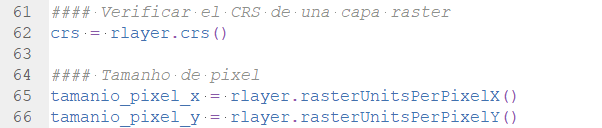 61 #### Verificar el CRS de una capa raster
62 crs = rlayer.crs()
63
64 #### Tamanho de pixel
65 tamanio_pixel_x = rlayer.rasterUnitsPerPixelX()
66 tamanio_pixel_y = rlayer.rasterUnitsPerPixelY()